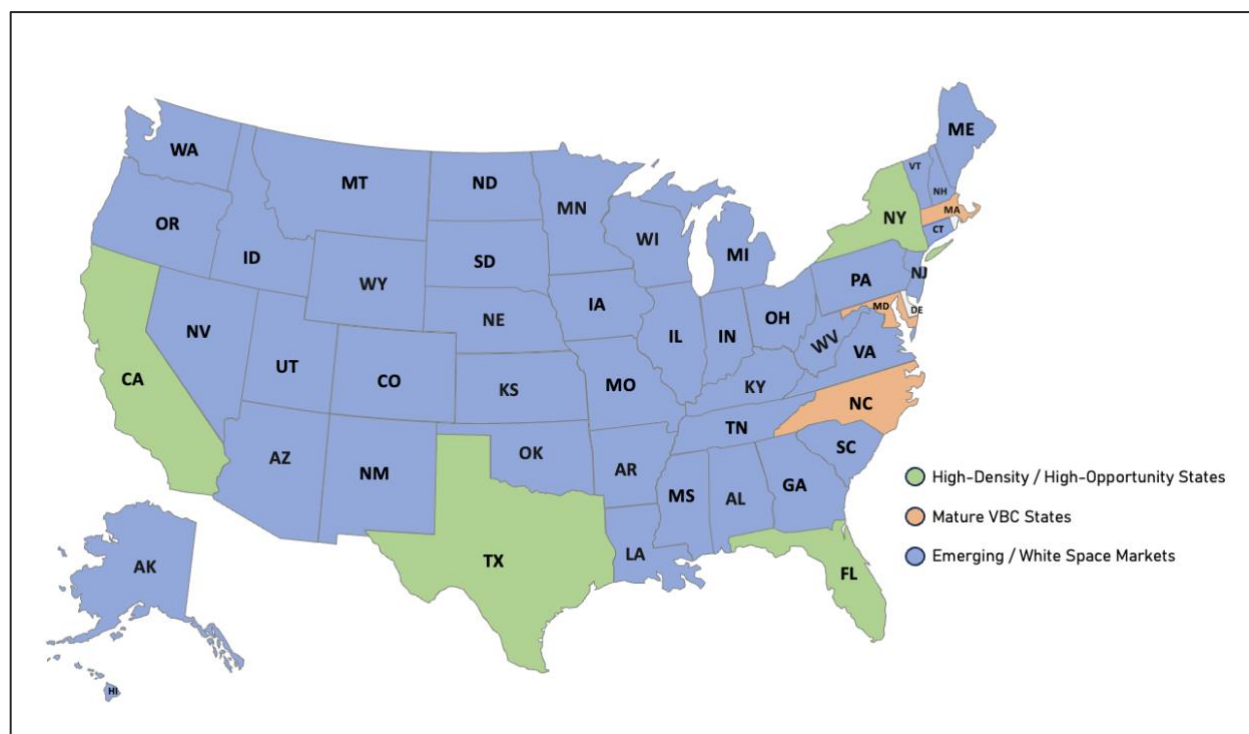 ME
WA
VT
MT
ND
NH
MN
OR
NY
MA
WI
CT
ID
SD
MI
WY
PA
NJ
IA
NE
MD
DE
OH
NV
IL
IN
WV
VA
UT
CA
CO
MO
KY
KS
NC
TN
OK
AZ
AR
SC
NM
MS
AL
GA
High-Density / High-Opportunity States
Mature VBC States
LA
Emerging / White Space Markets
TX
AK
FL
HI